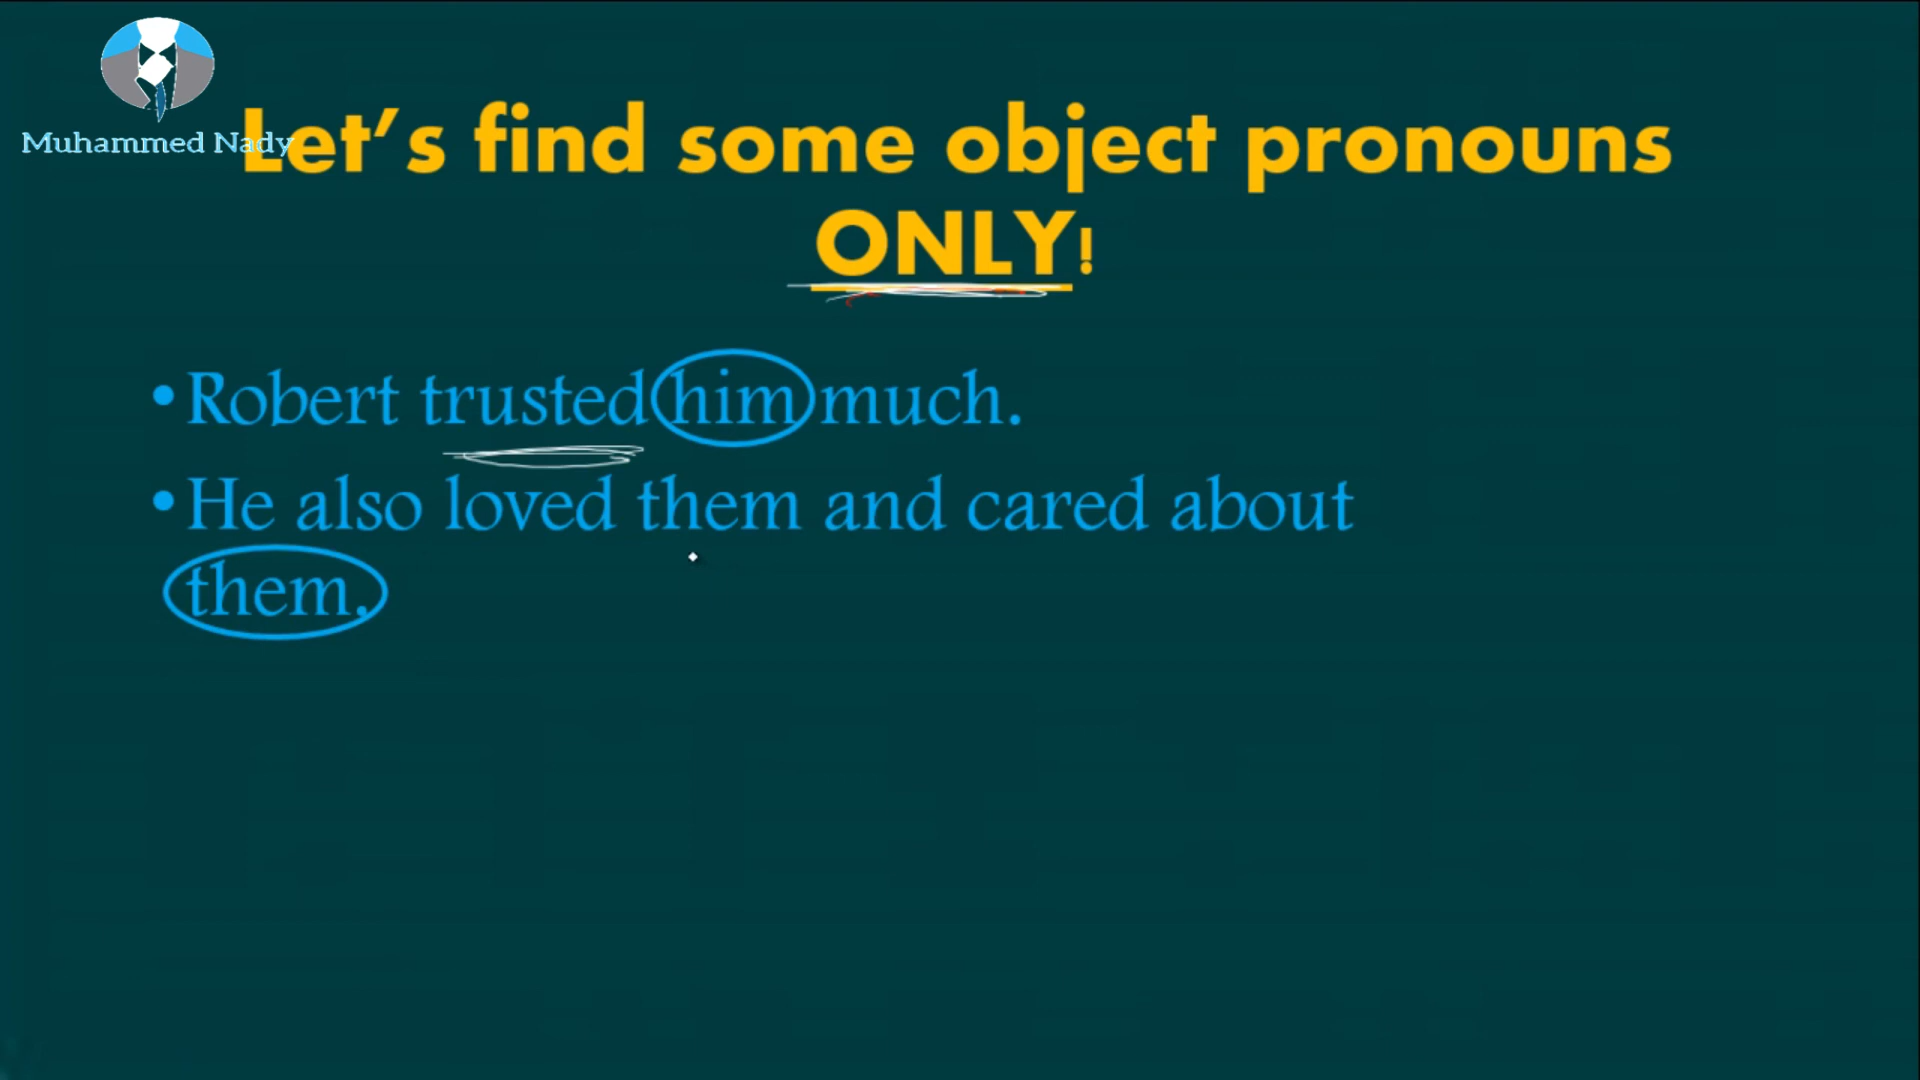 Muhammed Nady
Let’s find some object pronouns
ONLY!
•Robert trusted him much.
•He also loved them and cared about
them.